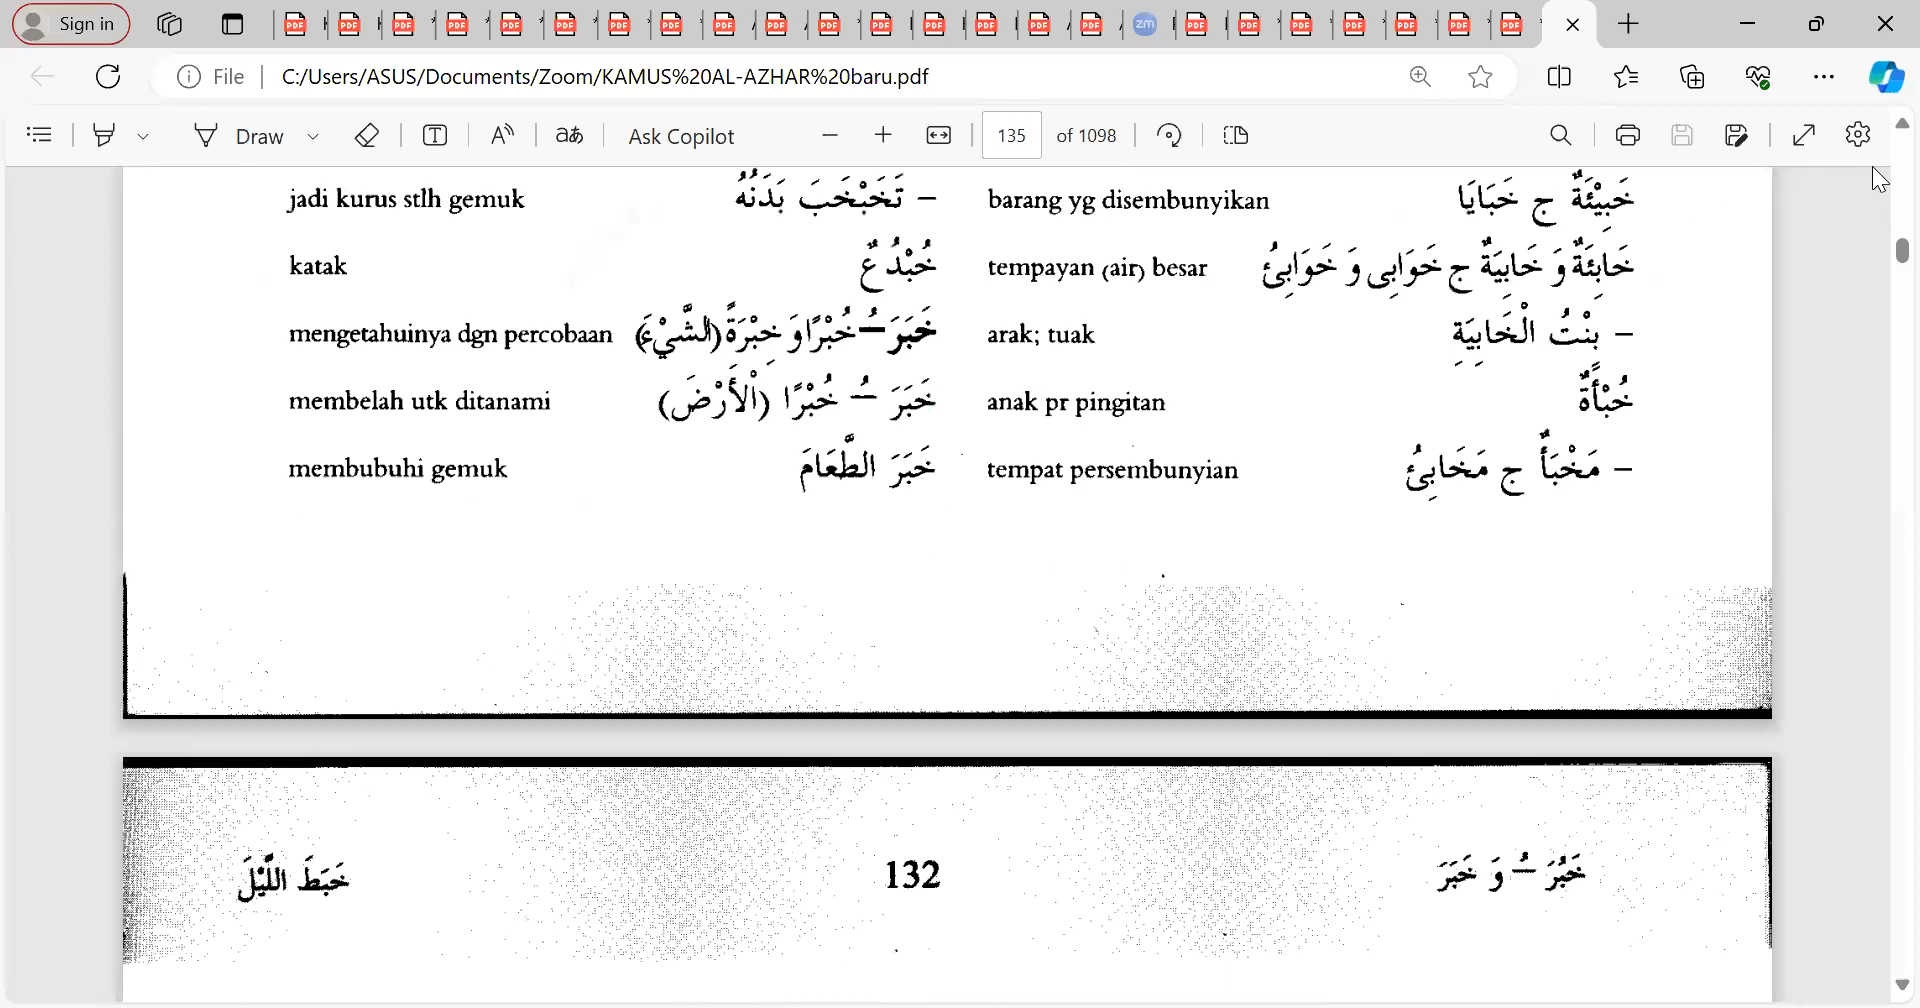 Sign in
File C:/Users/ASUS/Documents/Zoom/KAMUS%20AL-AZHAR%20baru.pdf
Draw aあ Ask Copilot 135 of 1098
خَبِيْئَةٌ ج خَبَايَا barang yg disembunyikan
خَابِئَةٌ وَ خَابِيَةٌ ج خَوَابِى وَ خَوَابِئُ tempayan (air) besar
– بِنْتُ الْخَابِيَةِ arak; tuak
خُبْأَةٌ anak pr pingitan
– مَخْبَأٌ ج مَخَابِئُ tempat persembunyian
– تَخَبْخَبَ بَدَنُهُ jadi kurus stlh gemuk
خُبْدُعٌ katak
خَبَرَ –ُ خُبْرًا وَ خِبْرَةً (الشَّيْءَ) mengetahuinya dgn percobaan
خَبَرَ –ُ خُبْرًا (الْأَرْضَ) membelah utk ditanami
خَبَرَ الطَّعَامَ membubuhi gemuk
خَبُرَ –ُ وَ خَبَرَ 132 خَبَطَ اللَّيْلَ